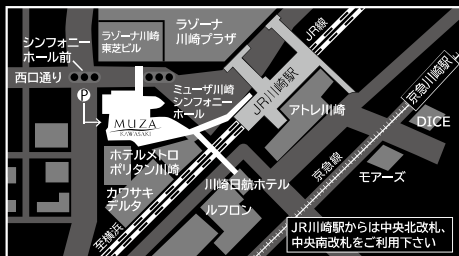 シンフォニー
ホール前
西口通り
P
ラゾーナ川崎
東芝ビル
ラゾーナ
川崎プラザ
JR線
京急川崎駅
ミューザ川崎
シンフォニー
ホール
MUZA
KAWASAKI
JR川崎駅
アトレ川崎
DICE
ホテルメトロ
ポリタン川崎
川崎日航ホテル
京急線
モアーズ
カワサキ
デルタ
ルフロン
至横浜
JR川崎駅からは中央北改札、
中央南改札をご利用下さい